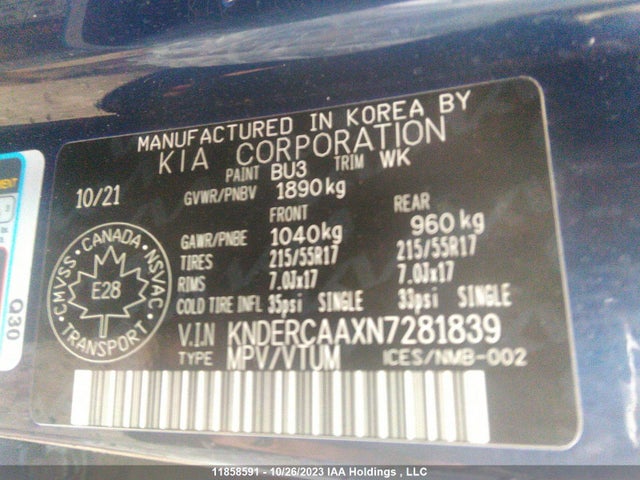 MANUFACTURED IN KOREA BY
KIA CORPORATION
PAINT BU3 TRIM WK
10/21
GVWR/PNBV 1890kg
FRONT REAR
GAWR/PNBE 1040kg 960kg
TIRES 215/55R17 215/55R17
RIMS 7.0Jx17 7.0Jx17
COLD TIRE INFL 35psi SINGLE 33psi SINGLE
V.I.N KNDERCAAXN7281839
TYPE MPV/VTUM ICES/NMB-002
CMVSS • CANADA • NSVAC
E28
TRANSPORT
Q30
11858591 - 10/26/2023 IAA Holdings , LLC